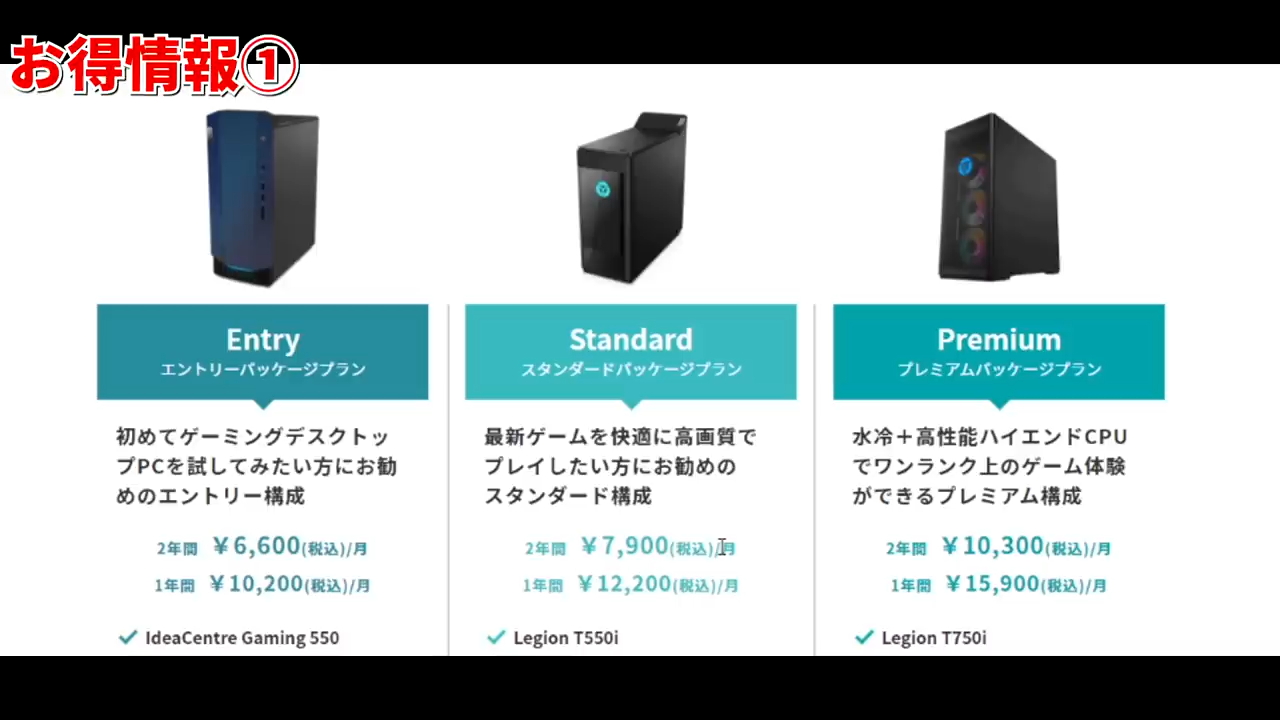 お得情報①
Entry
エントリーパッケージプラン
初めてゲーミングデスクトッ
プPCを試してみたい方にお勧
めのエントリー構成
2年間 ￥6,600(税込)/月
1年間 ￥10,200(税込)/月
IdeaCentre Gaming 550
Standard
スタンダードパッケージプラン
最新ゲームを快適に高画質で
プレイしたい方にお勧めの
スタンダード構成
2年間 ￥7,900(税込)/月
1年間 ￥12,200(税込)/月
Legion T550i
Premium
プレミアムパッケージプラン
水冷＋高性能ハイエンドCPU
でワンランク上のゲーム体験
ができるプレミアム構成
2年間 ￥10,300(税込)/月
1年間 ￥15,900(税込)/月
Legion T750i